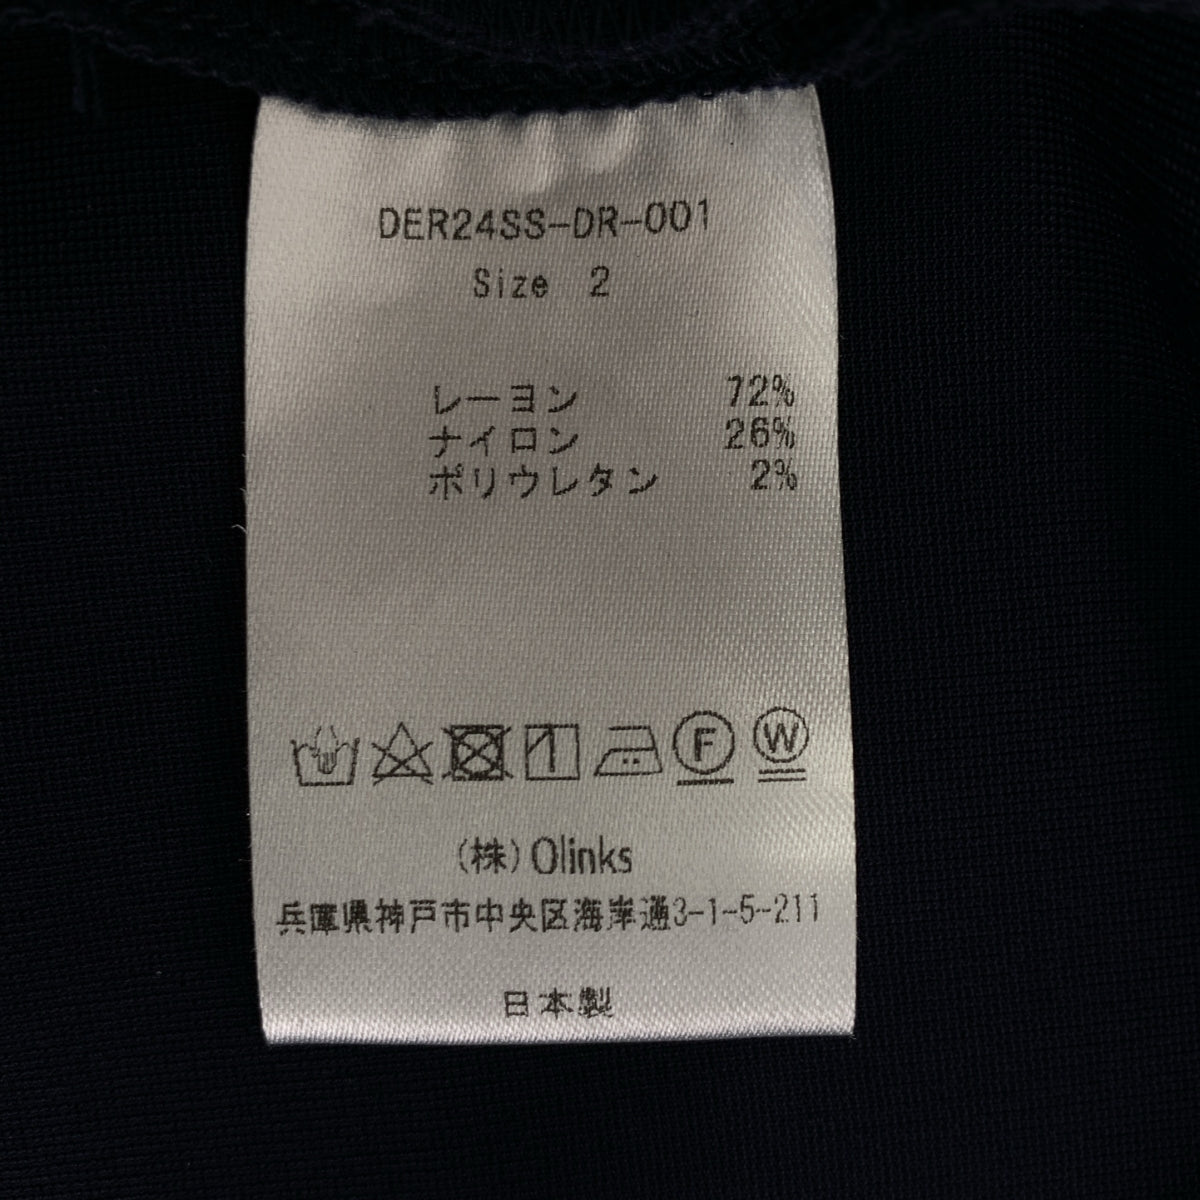 DER24SS-DR-001
Size 2
レーヨン 72%
ナイロン 26%
ポリウレタン 2%
F W
(株)Olinks
兵庫県神戸市中央区海岸通3-1-5-211
日本製